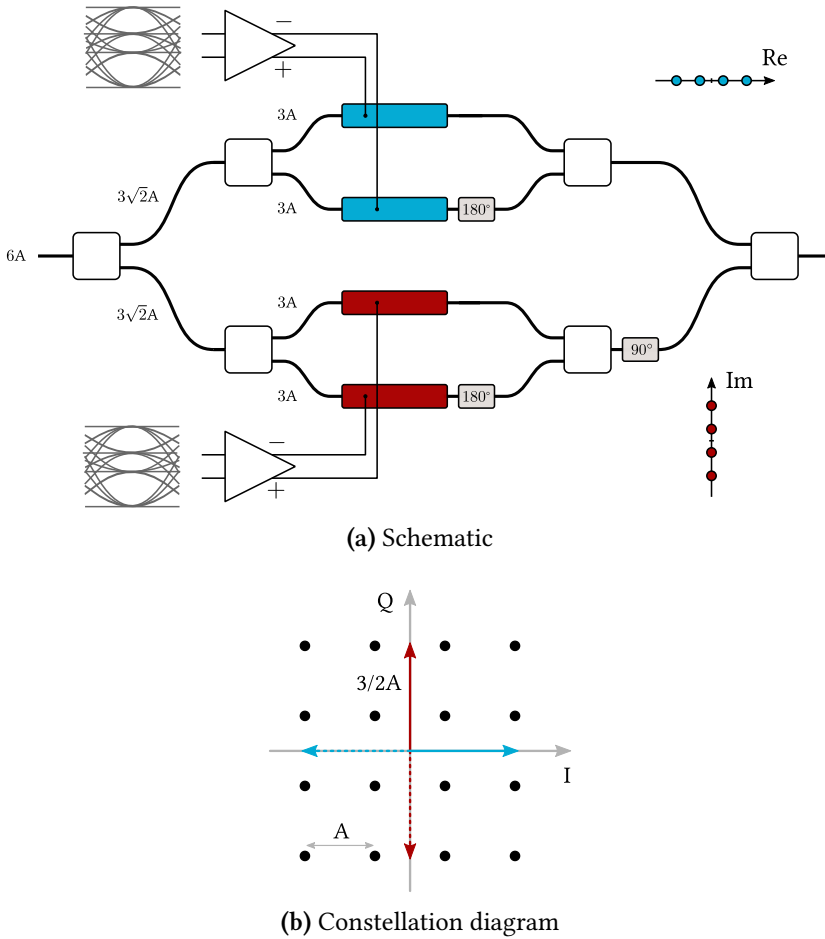 −
+
Re
3A
3√2A
3A
180°
6A
3√2A
3A
90°
Im
3A
180°
−
+
(a) Schematic
Q
3/2A
I
A
(b) Constellation diagram